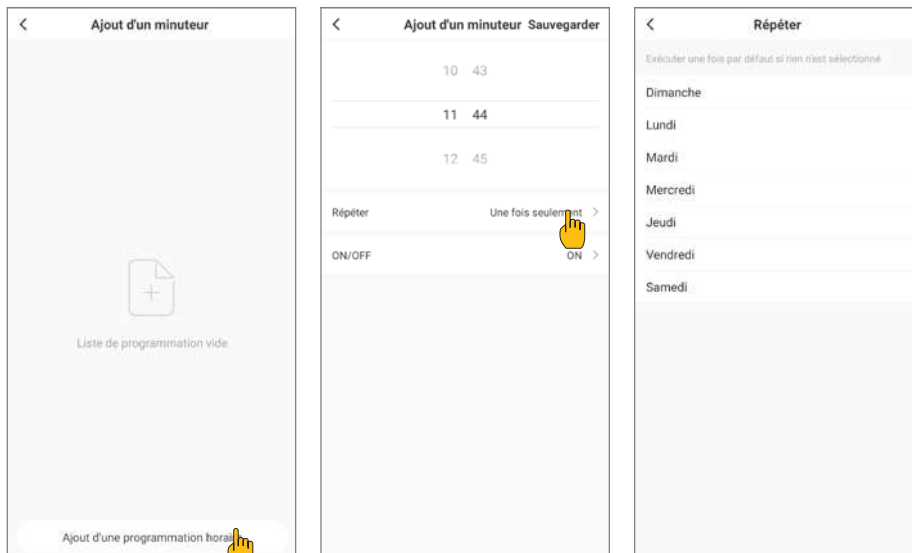 Ajout d'un minuteur
Liste de programmation vide
Ajout d'une programmation horaire
Ajout d'un minuteur Sauvegarder
10 43
11 44
12 45
Répéter Une fois seulement
ON/OFF ON
Répéter
Exécuter une fois par défaut si rien n'est sélectionné
Dimanche
Lundi
Mardi
Mercredi
Jeudi
Vendredi
Samedi